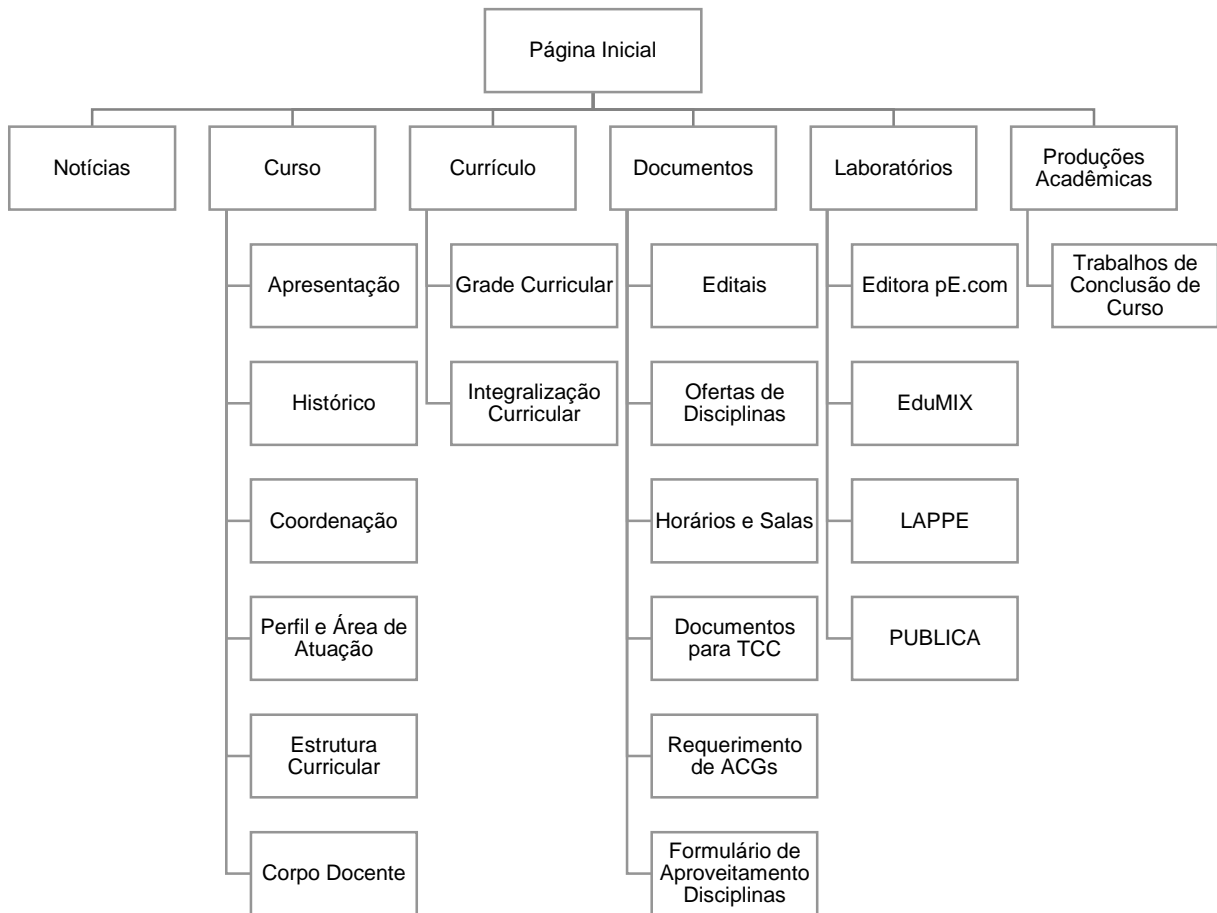 Página Inicial
Notícias
Curso
Currículo
Documentos
Laboratórios
Produções
Acadêmicas
Apresentação
Histórico
Coordenação
Perfil e Área de
Atuação
Estrutura
Curricular
Corpo Docente
Grade Curricular
Integralização
Curricular
Editais
Ofertas de
Disciplinas
Horários e Salas
Documentos
para TCC
Requerimento
de ACGs
Formulário de
Aproveitamento
Disciplinas
Editora pE.com
EduMIX
LAPPE
PUBLICA
Trabalhos de
Conclusão de
Curso